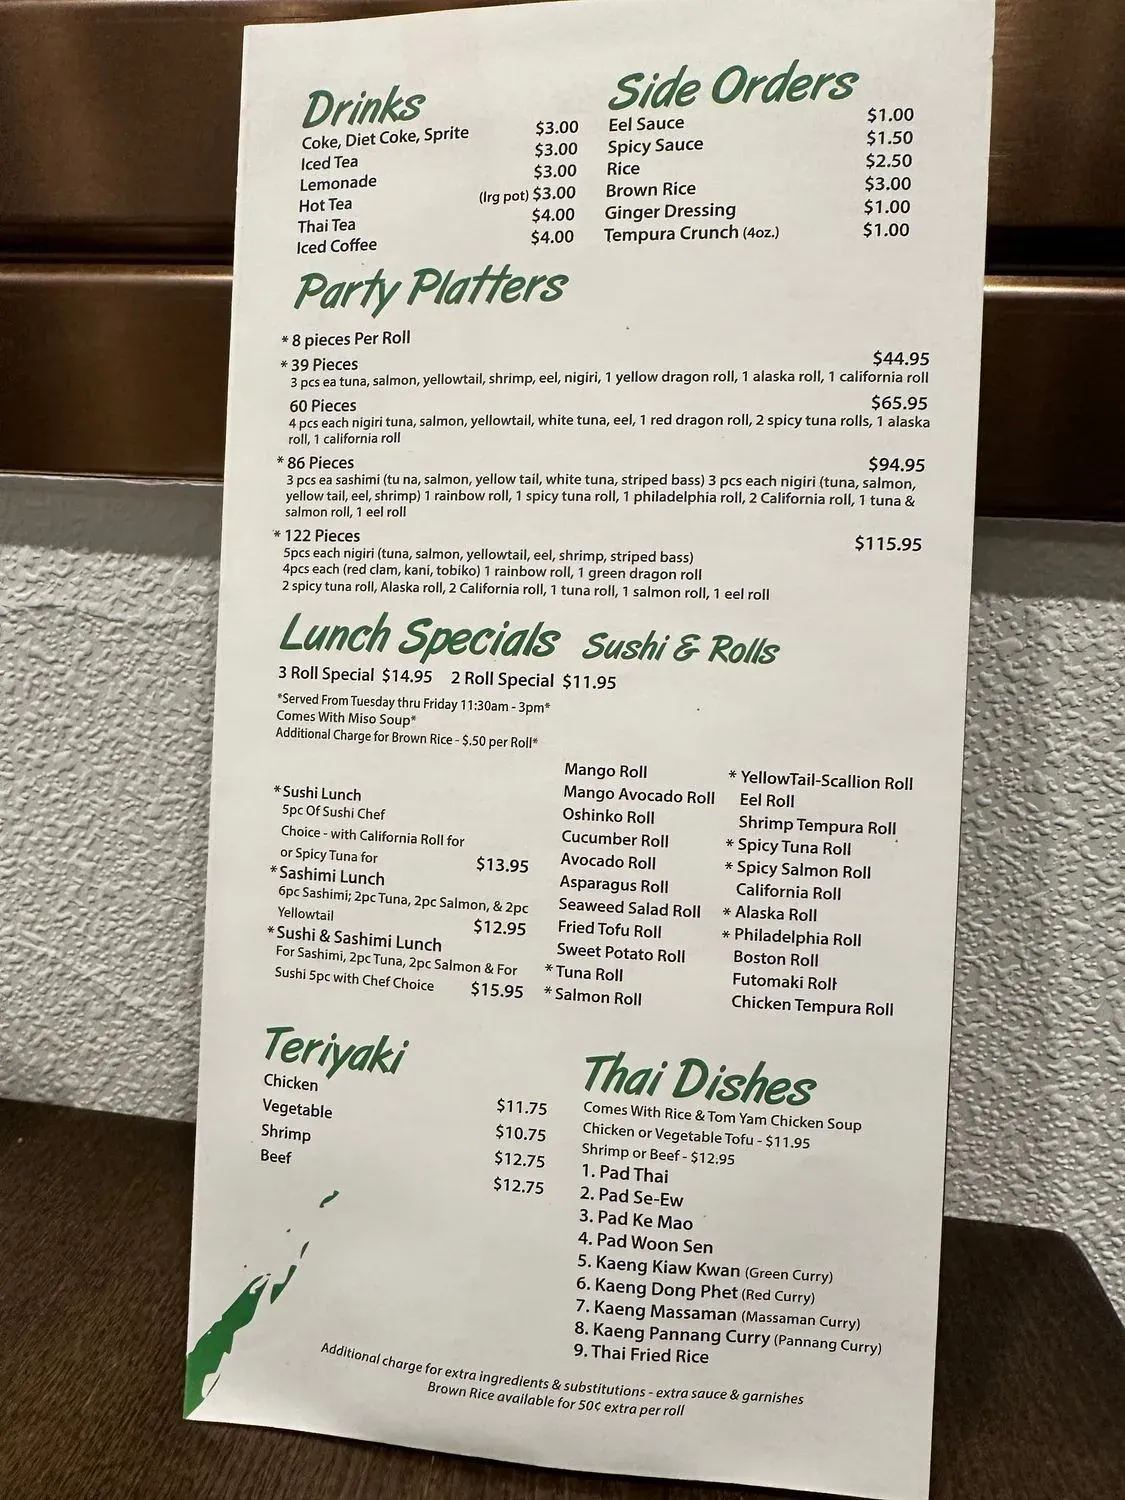 Drinks
Coke, Diet Coke, Sprite $3.00
Iced Tea $3.00
Lemonade $3.00
Hot Tea (lrg pot) $3.00
Thai Tea $4.00
Iced Coffee $4.00
Side Orders
Eel Sauce $1.00
Spicy Sauce $1.50
Rice $2.50
Brown Rice $3.00
Ginger Dressing $1.00
Tempura Crunch (4oz.) $1.00
Party Platters
* 8 pieces Per Roll
* 39 Pieces $44.95
3 pcs ea tuna, salmon, yellowtail, shrimp, eel, nigiri, 1 yellow dragon roll, 1 alaska roll, 1 california roll
60 Pieces $65.95
4 pcs each nigiri tuna, salmon, yellowtail, white tuna, eel, 1 red dragon roll, 2 spicy tuna rolls, 1 alaska
roll, 1 california roll
* 86 Pieces $94.95
3 pcs ea sashimi (tu na, salmon, yellow tail, white tuna, striped bass) 3 pcs each nigiri (tuna, salmon,
yellow tail, eel, shrimp) 1 rainbow roll, 1 spicy tuna roll, 1 philadelphia roll, 2 California roll, 1 tuna &
salmon roll, 1 eel roll
* 122 Pieces $115.95
5pcs each nigiri (tuna, salmon, yellowtail, eel, shrimp, striped bass)
4pcs each (red clam, kani, tobiko) 1 rainbow roll, 1 green dragon roll
2 spicy tuna roll, Alaska roll, 2 California roll, 1 tuna roll, 1 salmon roll, 1 eel roll
Lunch Specials Sushi & Rolls
3 Roll Special $14.95 2 Roll Special $11.95
*Served From Tuesday thru Friday 11:30am - 3pm*
Comes With Miso Soup*
Additional Charge for Brown Rice - $.50 per Roll*
* Sushi Lunch
5pc Of Sushi Chef
Choice - with California Roll for
or Spicy Tuna for $13.95
* Sashimi Lunch
6pc Sashimi; 2pc Tuna, 2pc Salmon, & 2pc
Yellowtail $12.95
* Sushi & Sashimi Lunch
For Sashimi, 2pc Tuna, 2pc Salmon & For
Sushi 5pc with Chef Choice $15.95
Mango Roll
Mango Avocado Roll
Oshinko Roll
Cucumber Roll
Avocado Roll
Asparagus Roll
Seaweed Salad Roll
Fried Tofu Roll
Sweet Potato Roll
* Tuna Roll
* Salmon Roll
* YellowTail-Scallion Roll
Eel Roll
Shrimp Tempura Roll
* Spicy Tuna Roll
* Spicy Salmon Roll
California Roll
* Alaska Roll
* Philadelphia Roll
Boston Roll
Futomaki Roll
Chicken Tempura Roll
Teriyaki
Chicken $11.75
Vegetable $10.75
Shrimp $12.75
Beef $12.75
Thai Dishes
Comes With Rice & Tom Yam Chicken Soup
Chicken or Vegetable Tofu - $11.95
Shrimp or Beef - $12.95
1. Pad Thai
2. Pad Se-Ew
3. Pad Ke Mao
4. Pad Woon Sen
5. Kaeng Kiaw Kwan (Green Curry)
6. Kaeng Dong Phet (Red Curry)
7. Kaeng Massaman (Massaman Curry)
8. Kaeng Pannang Curry (Pannang Curry)
9. Thai Fried Rice
Additional charge for extra ingredients & substitutions - extra sauce & garnishes
Brown Rice available for 50¢ extra per roll